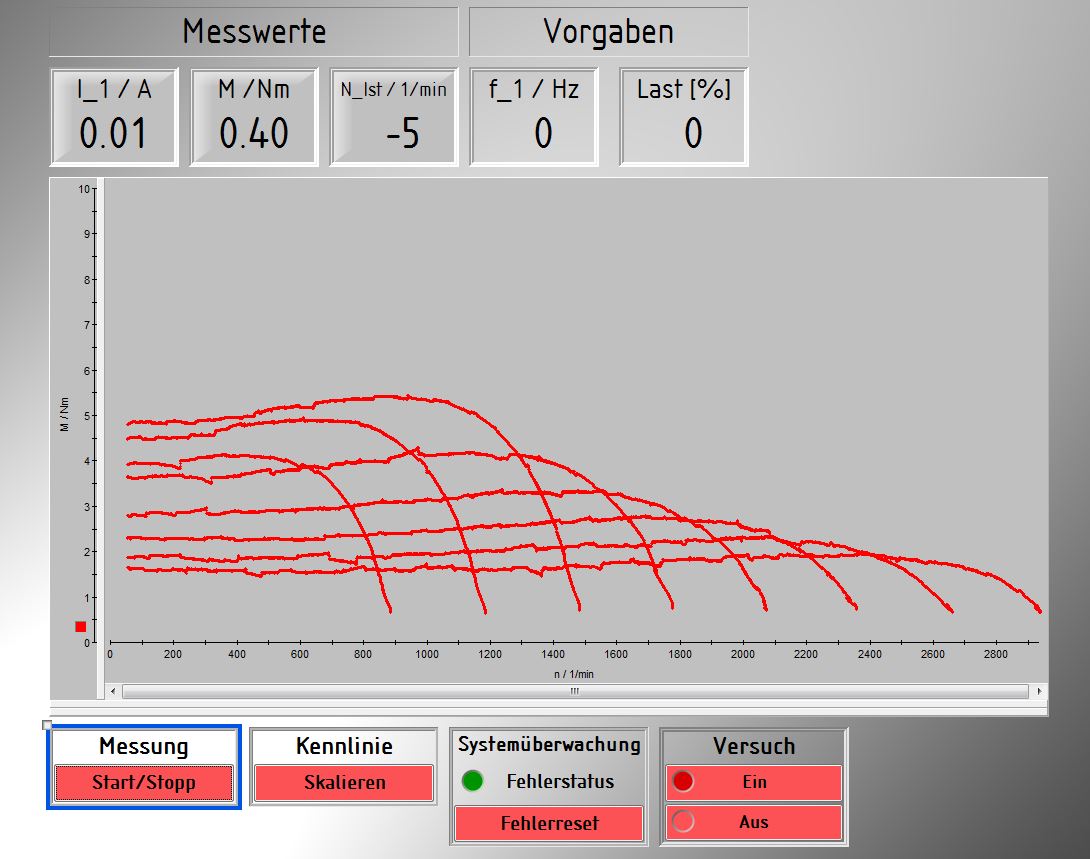 Messwerte Vorgaben
I_1 / A M /Nm N_Ist / 1/min f_1 / Hz Last [%]
0.01 0.40 -5 0 0
10
9
8
7
6
5
4
3
2
1
0
M / Nm
0 200 400 600 800 1000 1200 1400 1600 1800 2000 2200 2400 2600 2800
n / 1/min
Messung Kennlinie Systemüberwachung Versuch
Start/Stopp Skalieren Fehlerstatus Ein
Fehlerreset Aus